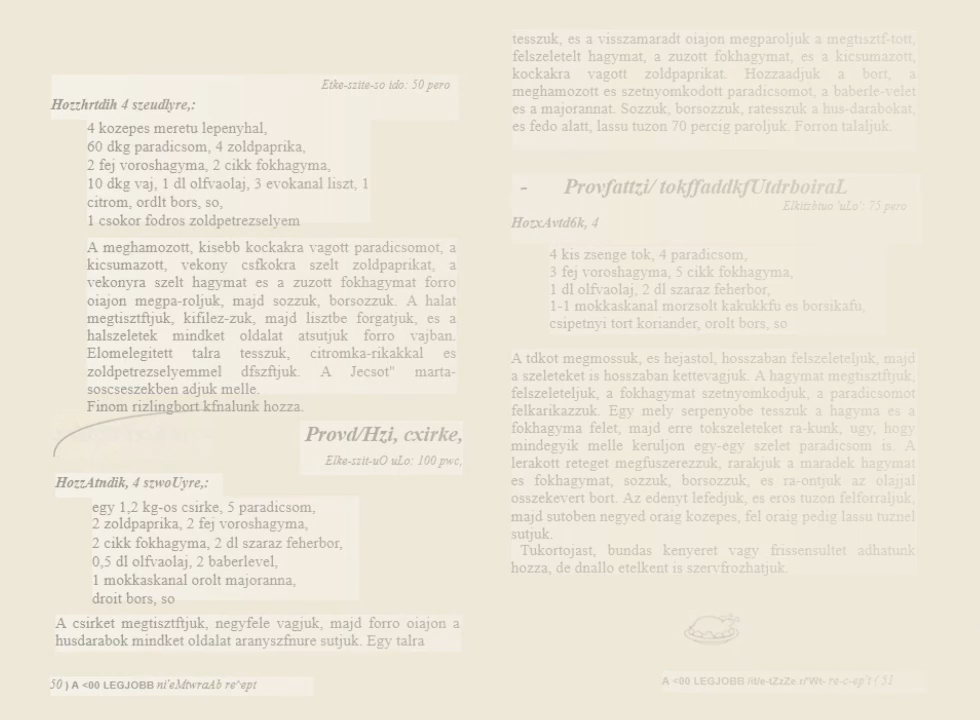 Etke-szite-so ido: 50 pero
Hozzhrtdih 4 szeudlyre,:
4 kozepes meretu lepenyhal,
60 dkg paradicsom, 4 zoldpaprika,
2 fej voroshagyma, 2 cikk fokhagyma,
10 dkg vaj, 1 dl olfvaolaj, 3 evokanal liszt, 1
citrom, ordlt bors, so,
1 csokor fodros zoldpetrezselyem
A meghamozott, kisebb kockakra vagott paradicsomot, a
kicsumazott, vekony csfkokra szelt zoldpaprikat, a
vekonyra szelt hagymat es a zuzott fokhagymat forro
oiajon megpa-roljuk, majd sozzuk, borsozzuk. A halat
megtisztftjuk, kifilez-zuk, majd lisztbe forgatjuk, es a
halszeletek mindket oldalat atsutjuk forro vajban.
Elomelegitett talra tesszuk, citromka-rikakkal es
zoldpetrezselyemmel dfszftjuk. A Jecsot" marta-
soscseszekben adjuk melle.
Finom rizlingbort kfnalunk hozza.
Provd/Hzi, cxirke,
Elke-szit-uO uLo: 100 pwc,
HozzAtndik, 4 szwoUyre,:
egy 1,2 kg-os csirke, 5 paradicsom,
2 zoldpaprika, 2 fej voroshagyma,
2 cikk fokhagyma, 2 dl szaraz feherbor,
0,5 dl olfvaolaj, 2 baberlevel,
1 mokkaskanal orolt majoranna,
droit bors, so
A csirket megtisztftjuk, negyfele vagjuk, majd forro oiajon a
husdarabok mindket oldalat aranyszfnure sutjuk. Egy talra
50 ) A <00 LEGJOBB ni'eMtwraAb re^ept
tesszuk, es a visszamaradt oiajon megparoljuk a megtisztf-tott,
felszeletelt hagymat, a zuzott fokhagymat, es a kicsumazott,
kockakra vagott zoldpaprikat. Hozzaadjuk a bort, a
meghamozott es szetnyomkodott paradicsomot, a baberle-velet
es a majorannat. Sozzuk, borsozzuk, ratesszuk a hus-darabokat,
es fedo alatt, lassu tuzon 70 percig paroljuk. Forron talaljuk.
- Provfattzi/ tokffaddkfUtdrboiraL
Elkitzbtuo 'uLo': 75 pero
HozxAvtd6k, 4
4 kis zsenge tok, 4 paradicsom,
3 fej voroshagyma, 5 cikk fokhagyma,
1 dl olfvaolaj, 2 dl szaraz feherbor,
1-1 mokkaskanal morzsolt kakukkfu es borsikafu,
csipetnyi tort koriander, orolt bors, so
A tdkot megmossuk, es hejastol, hosszaban felszeleteljuk, majd
a szeleteket is hosszaban kettevagjuk. A hagymat megtisztftjuk,
felszeleteljuk, a fokhagymat szetnyomkodjuk, a paradicsomot
felkarikazzuk. Egy mely serpenyobe tesszuk a hagyma es a
fokhagyma felet, majd erre tokszeleteket ra-kunk, ugy, hogy
mindegyik melle keruljon egy-egy szelet paradicsom is. A
lerakott reteget megfuszerezzuk, rarakjuk a maradek hagymat
es fokhagymat, sozzuk, borsozzuk, es ra-ontjuk az olajjal
osszekevert bort. Az edenyt lefedjuk, es eros tuzon felforraljuk,
majd sutoben negyed oraig kozepes, fel oraig pedig lassu tuznel
sutjuk.
Tukortojast, bundas kenyeret vagy frissensultet adhatunk
hozza, de dnallo etelkent is szervfrozhatjuk.
A <00 LEGJOBB re-c-ep't ( 51